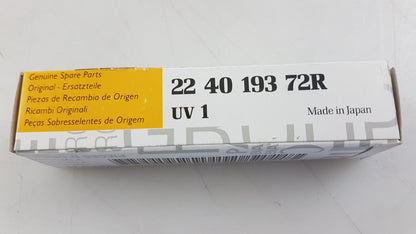 Genuine Spare Parts
Original - Ersatzteile
Piezas de Recambio de Origen
Ricambi Originali
Peças Sobresselentes de Origem
22 40 193 72R
UV 1
Made in Japan